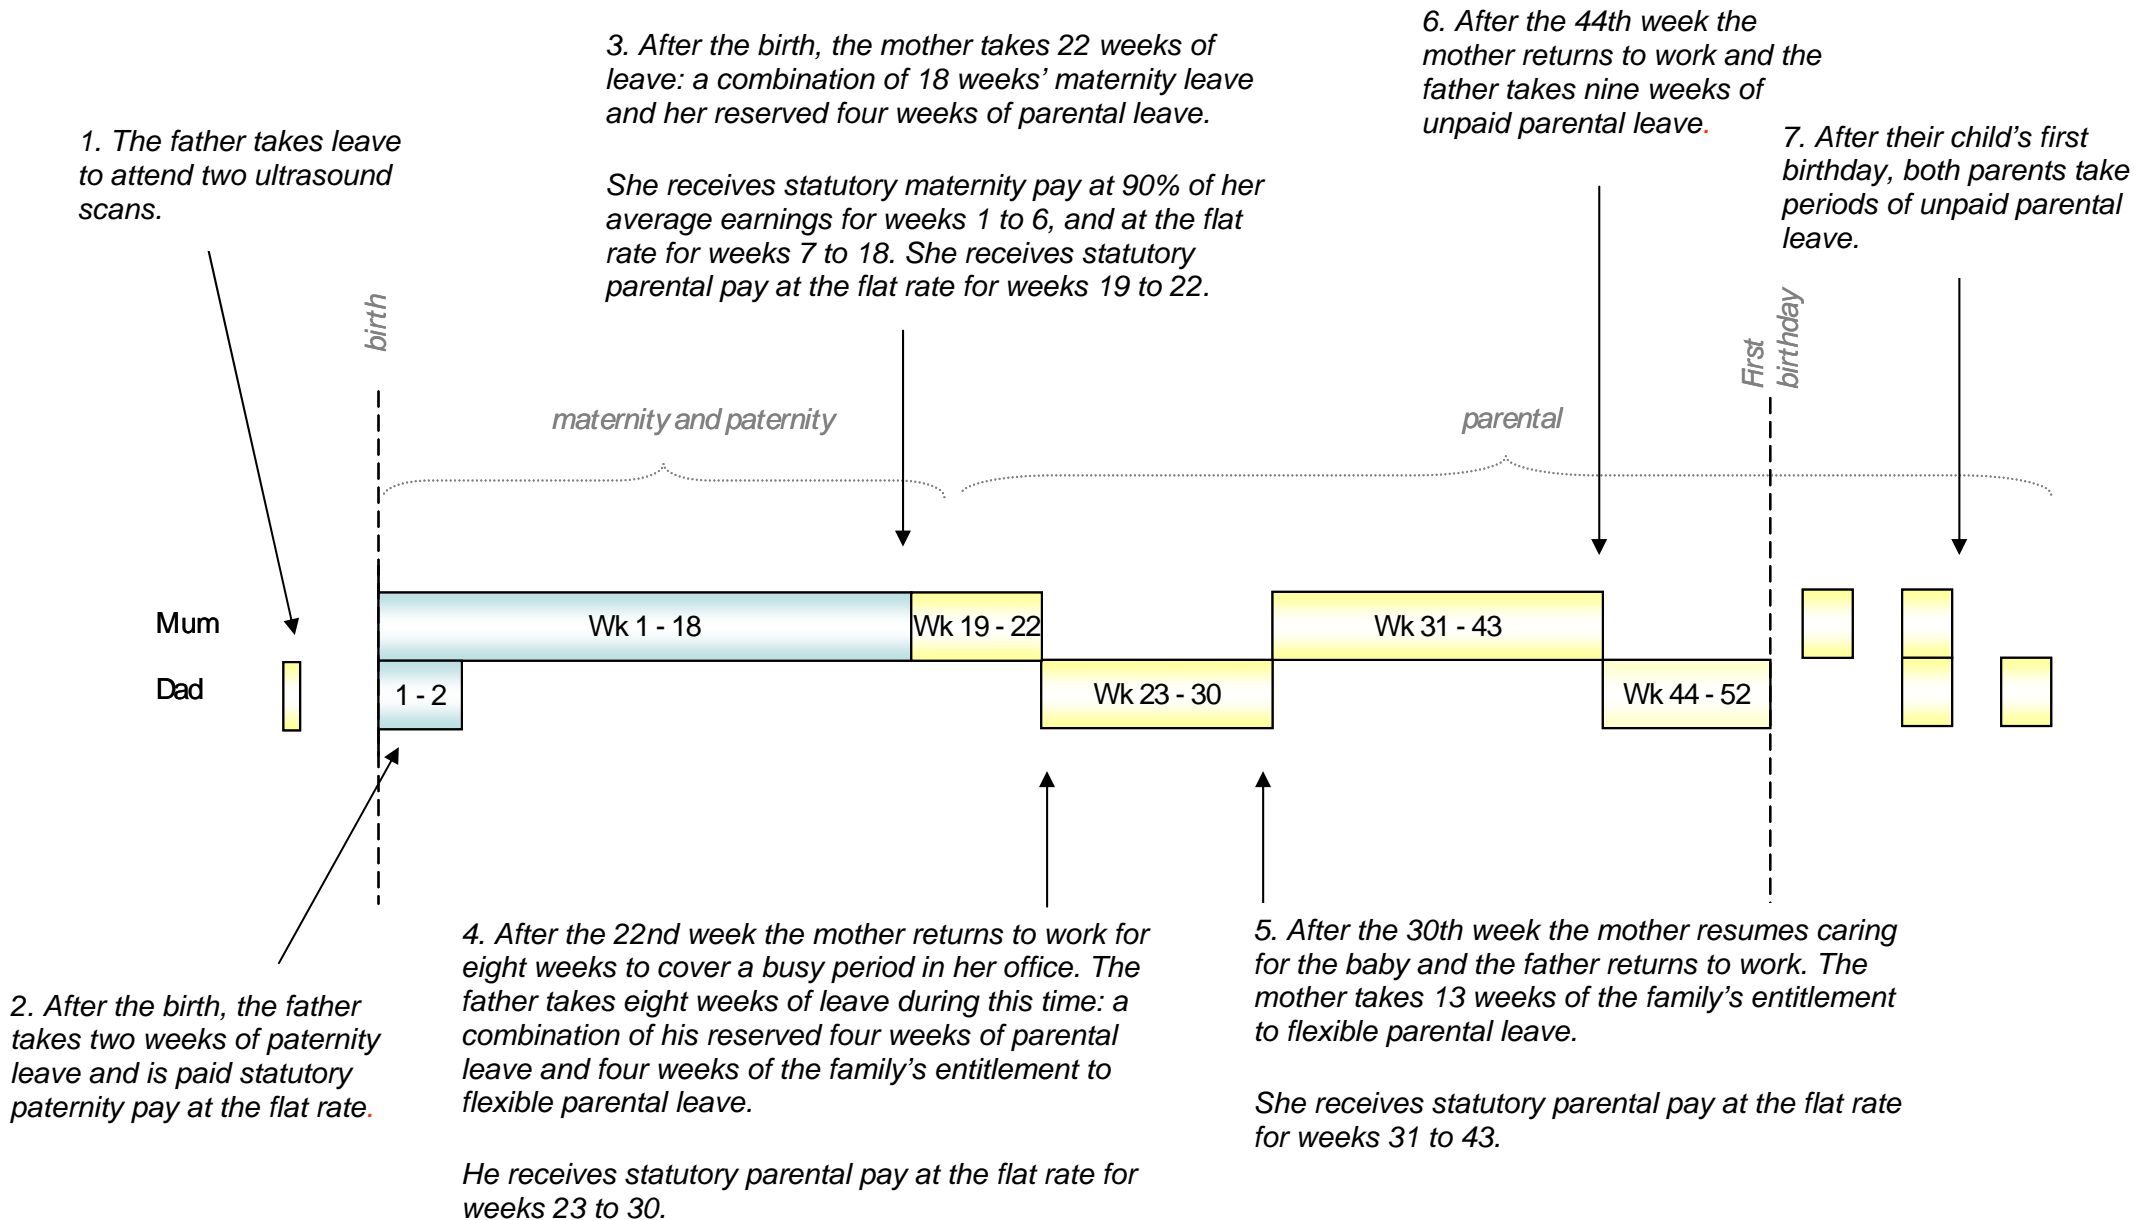 1. The father takes leave
to attend two ultrasound
scans.
3. After the birth, the mother takes 22 weeks of
leave: a combination of 18 weeks’ maternity leave
and her reserved four weeks of parental leave.
She receives statutory maternity pay at 90% of her
average earnings for weeks 1 to 6, and at the flat
rate for weeks 7 to 18. She receives statutory
parental pay at the flat rate for weeks 19 to 22.
6. After the 44th week the
mother returns to work and the
father takes nine weeks of
unpaid parental leave.
7. After their child’s first
birthday, both parents take
periods of unpaid parental
leave.
birth
First
birthday
maternity and paternity
parental
Mum
Wk 1 - 18
Wk 19 - 22
Wk 31 - 43
Dad
1 - 2
Wk 23 - 30
Wk 44 - 52
2. After the birth, the father
takes two weeks of paternity
leave and is paid statutory
paternity pay at the flat rate.
4. After the 22nd week the mother returns to work for
eight weeks to cover a busy period in her office. The
father takes eight weeks of leave during this time: a
combination of his reserved four weeks of parental
leave and four weeks of the family’s entitlement to
flexible parental leave.
He receives statutory parental pay at the flat rate for
weeks 23 to 30.
5. After the 30th week the mother resumes caring
for the baby and the father returns to work. The
mother takes 13 weeks of the family’s entitlement
to flexible parental leave.
She receives statutory parental pay at the flat rate
for weeks 31 to 43.